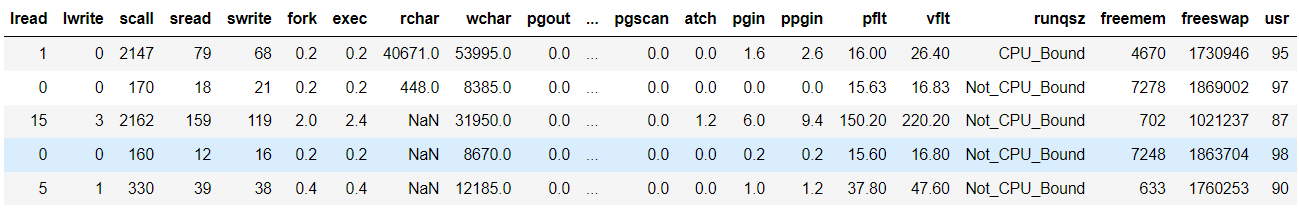 lread lwrite scall sread swrite fork exec rchar wchar pgout ... pgscan atch pgin ppgin pflt vflt runqsz freemem freeswap usr
1 0 2147 79 68 0.2 0.2 40671.0 53995.0 0.0 ... 0.0 0.0 1.6 2.6 16.00 26.40 CPU_Bound 4670 1730946 95
0 0 170 18 21 0.2 0.2 448.0 8385.0 0.0 ... 0.0 0.0 0.0 0.0 15.63 16.83 Not_CPU_Bound 7278 1869002 97
15 3 2162 159 119 2.0 2.4 NaN 31950.0 0.0 ... 0.0 1.2 6.0 9.4 150.20 220.20 Not_CPU_Bound 702 1021237 87
0 0 160 12 16 0.2 0.2 NaN 8670.0 0.0 ... 0.0 0.0 0.2 0.2 15.60 16.80 Not_CPU_Bound 7248 1863704 98
5 1 330 39 38 0.4 0.4 NaN 12185.0 0.0 ... 0.0 0.0 1.0 1.2 37.80 47.60 Not_CPU_Bound 633 1760253 90